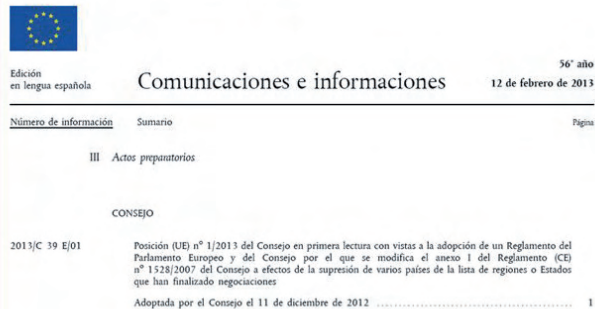 56° año
Edición
en lengua española
Comunicaciones e informaciones
12 de febrero de 2013
Número de información
Sumario
Página
III Actos preparatorios
CONSEJO
2013/C 39 E/01
Posición (UE) nº 1/2013 del Consejo en primera lectura con vistas a la adopción de un Reglamento del
Parlamento Europeo y del Consejo por el que se modifica el anexo I del Reglamento (CE)
nº 1528/2007 del Consejo a efectos de la supresión de varios países de la lista de regiones o Estados
que han finalizado negociaciones
Adoptada por el Consejo el 11 de diciembre de 2012 ........................................ 1